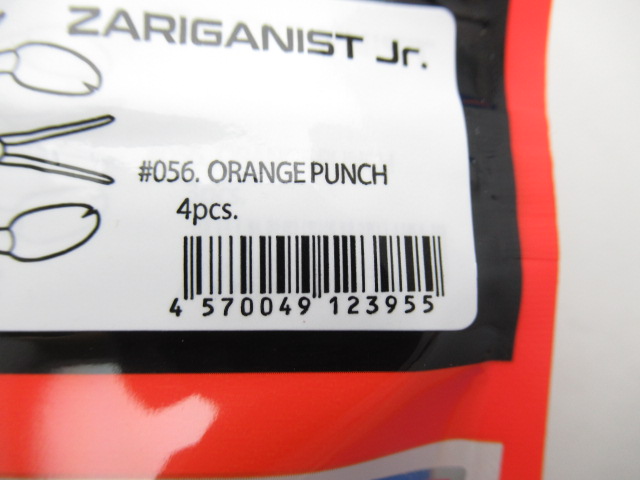 ZARIGANIST Jr.
#056. ORANGE PUNCH
4pcs.
4 570049 123955